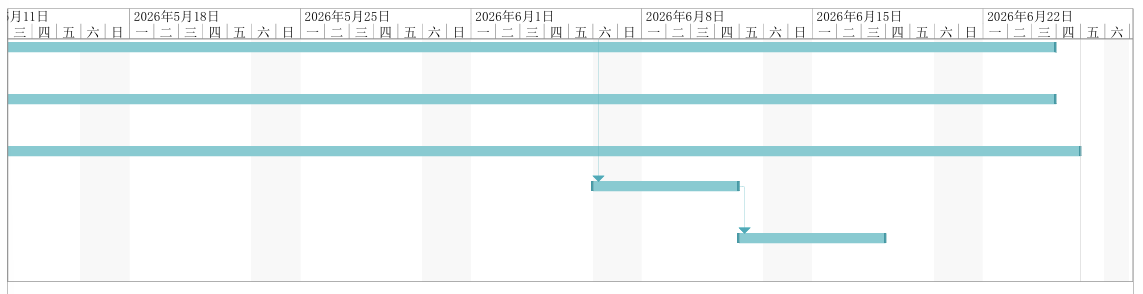 5月11日 2026年5月18日 2026年5月25日 2026年6月1日 2026年6月8日 2026年6月15日 2026年6月22日
三 四 五 六 日 一 二 三 四 五 六 日 一 二 三 四 五 六 日 一 二 三 四 五 六 日 一 二 三 四 五 六 日 一 二 三 四 五 六 日 一 二 三 四 五 六